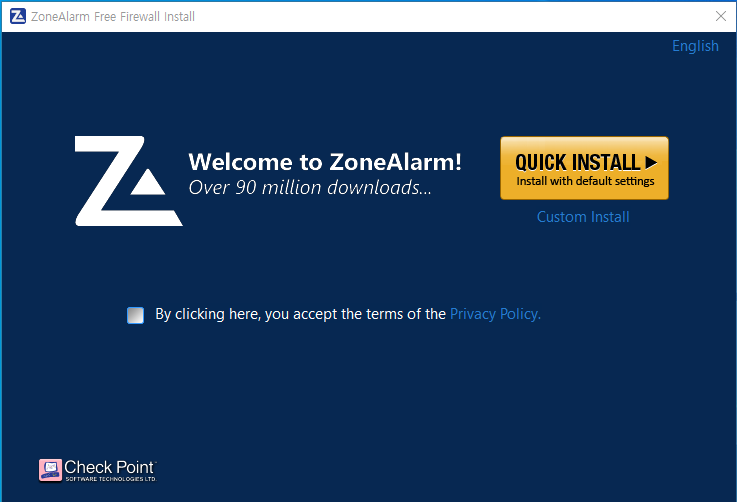 ZoneAlarm Free Firewall Install
English
Welcome to ZoneAlarm!
Over 90 million downloads...
QUICK INSTALL
Install with default settings
Custom Install
By clicking here, you accept the terms of the Privacy Policy.
Check Point
SOFTWARE TECHNOLOGIES LTD.